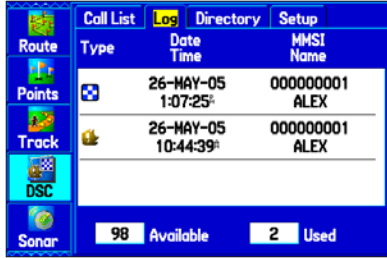 Call List Log Directory Setup
Route
Type Date Time MMSI Name
Points
26-MAY-05 000000001
1:07:25 ALEX
Track
26-MAY-05 000000001
10:44:39 ALEX
DSC
Sonar
98 Available 2 Used